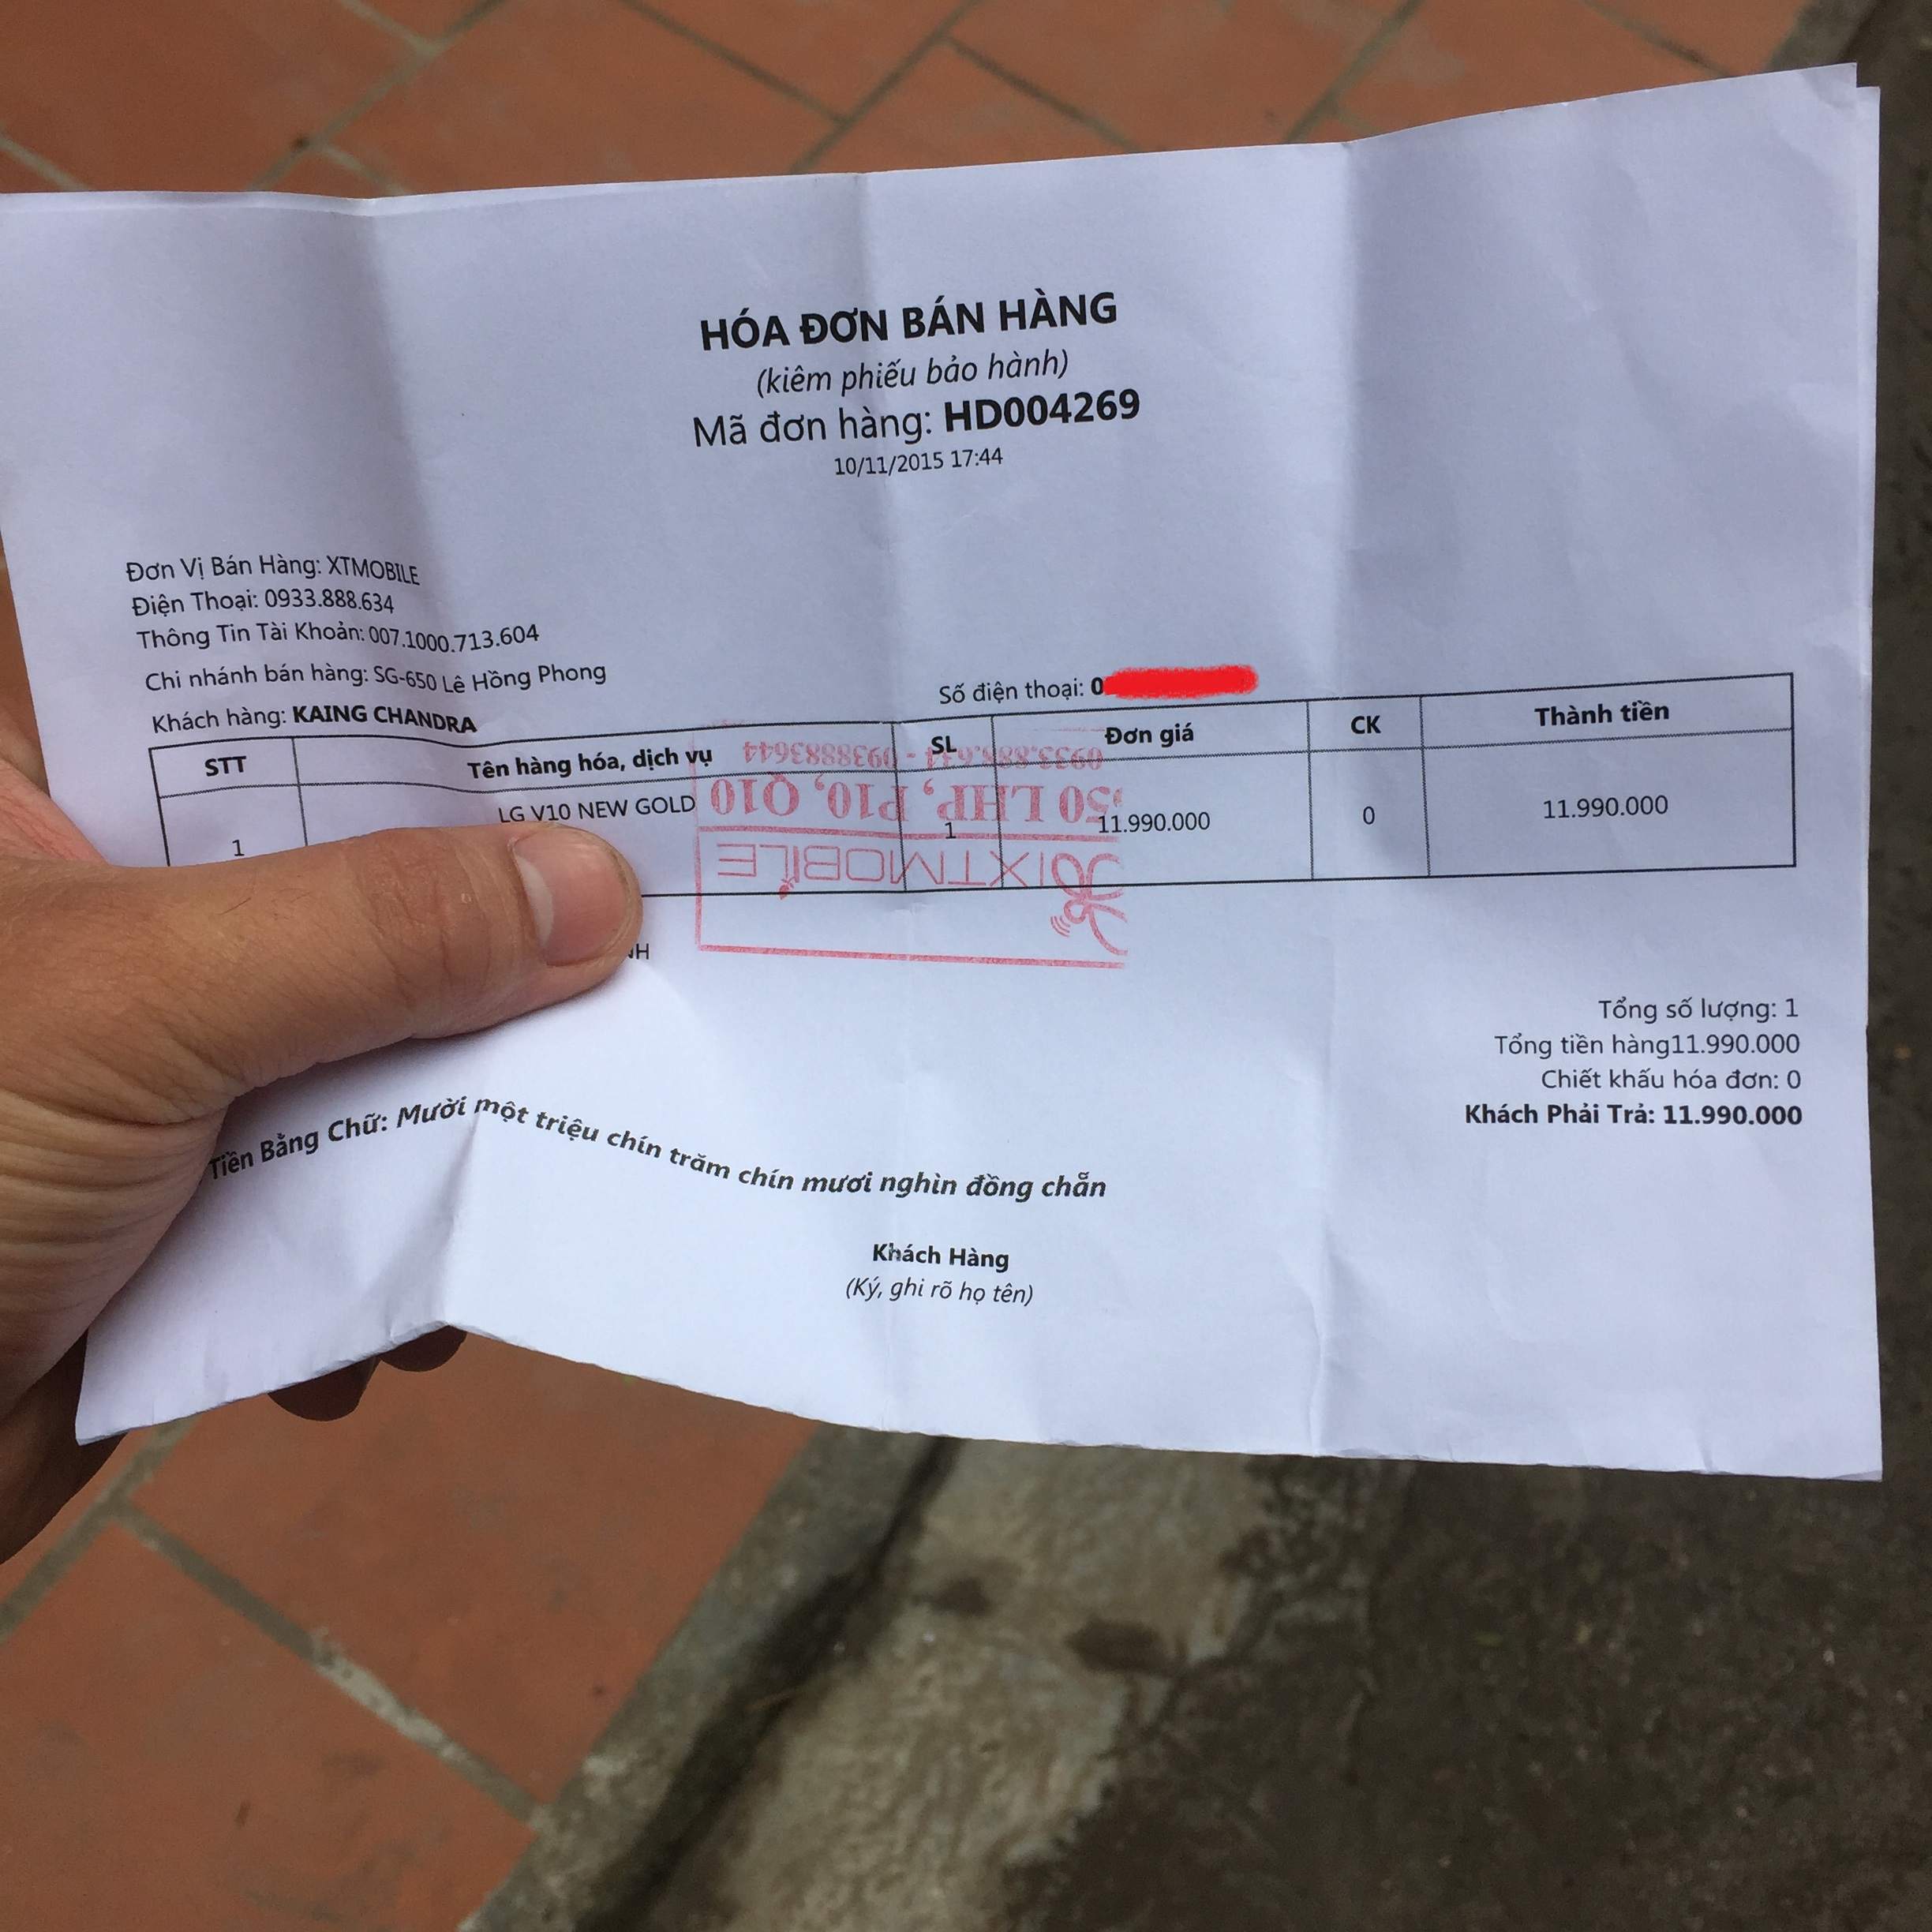 HÓA ĐƠN BÁN HÀNG
(kiêm phiếu bảo hành)
Mã đơn hàng: HD004269
10/11/2015 17:44
Đơn Vị Bán Hàng: XTMOBILE
Điện Thoại: 0933.888.634
Thông Tin Tài Khoản: 007.1000.713.604
Chi nhánh bán hàng: SG-650 Lê Hồng Phong
Khách hàng: KAING CHANDRA
Số điện thoại: 0
STT Tên hàng hóa, dịch vụ SL Đơn giá CK Thành tiền
1 LG V10 NEW GOLD 1 11.990.000 0 11.990.000
XTMOBILE
50 LHP, P10, Q10
0933.888.634 - 0938883644
NH
Tổng số lượng: 1
Tổng tiền hàng11.990.000
Chiết khấu hóa đơn: 0
Khách Phải Trả: 11.990.000
Tiền Bằng Chữ: Mười một triệu chín trăm chín mươi nghìn đồng chẵn
Khách Hàng
(Ký, ghi rõ họ tên)